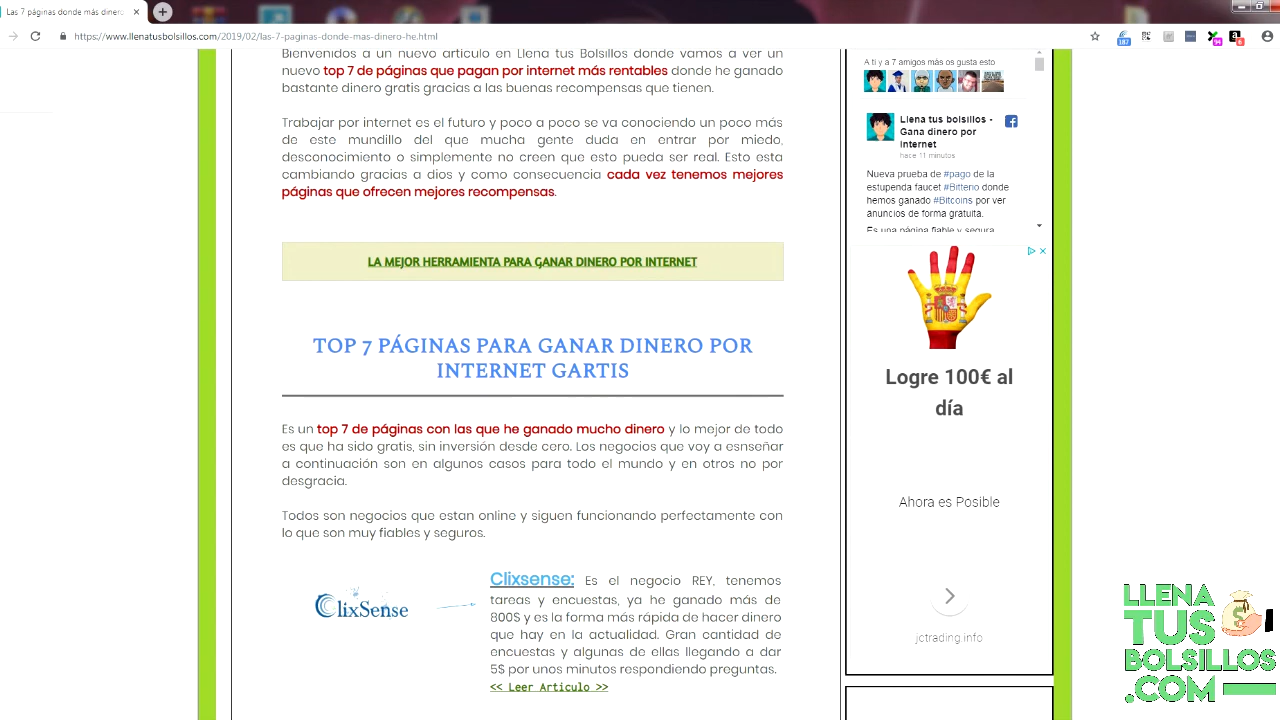 Las 7 páginas donde más dinero
https://www.llenatusbolsillos.com/2019/02/las-7-paginas-donde-mas-dinero-he.html
187
94
6
Bienvenidos a un nuevo artículo en Llena tus Bolsillos donde vamos a ver un
nuevo top 7 de páginas que pagan por internet más rentables donde he ganado
bastante dinero gratis gracias a las buenas recompensas que tienen.
Trabajar por internet es el futuro y poco a poco se va conociendo un poco más
de este mundillo del que mucha gente duda en entrar por miedo,
desconocimiento o simplemente no creen que esto pueda ser real. Esto esta
cambiando gracias a dios y como consecuencia cada vez tenemos mejores
páginas que ofrecen mejores recompensas.
LA MEJOR HERRAMIENTA PARA GANAR DINERO POR INTERNET
TOP 7 PÁGINAS PARA GANAR DINERO POR
INTERNET GARTIS
Es un top 7 de páginas con las que he ganado mucho dinero y lo mejor de todo
es que ha sido gratis, sin inversión desde cero. Los negocios que voy a esnseñar
a continuación son en algunos casos para todo el mundo y en otros no por
desgracia.
Todos son negocios que estan online y siguen funcionando perfectamente con
lo que son muy fiables y seguros.
ClixSense
Clixsense: Es el negocio REY, tenemos
tareas y encuestas, ya he ganado más de
800$ y es la forma más rápida de hacer dinero
que hay en la actualidad. Gran cantidad de
encuestas y algunas de ellas llegando a dar
5$ por unos minutos respondiendo preguntas.
<< Leer Articulo >>
A ti y a 7 amigos más os gusta esto
Llena tus bolsillos -
Gana dinero por
Internet
hace 11 minutos
Nueva prueba de #pago de la
estupenda faucet #Bitterio donde
hemos ganado #Bitcoins por ver
anuncios de forma gratuita.
Es una página fiable y segura
Logre 100€ al
día
Ahora es Posible
jctrading.info
LLENA
TUS
BOLSILLOS
.COM